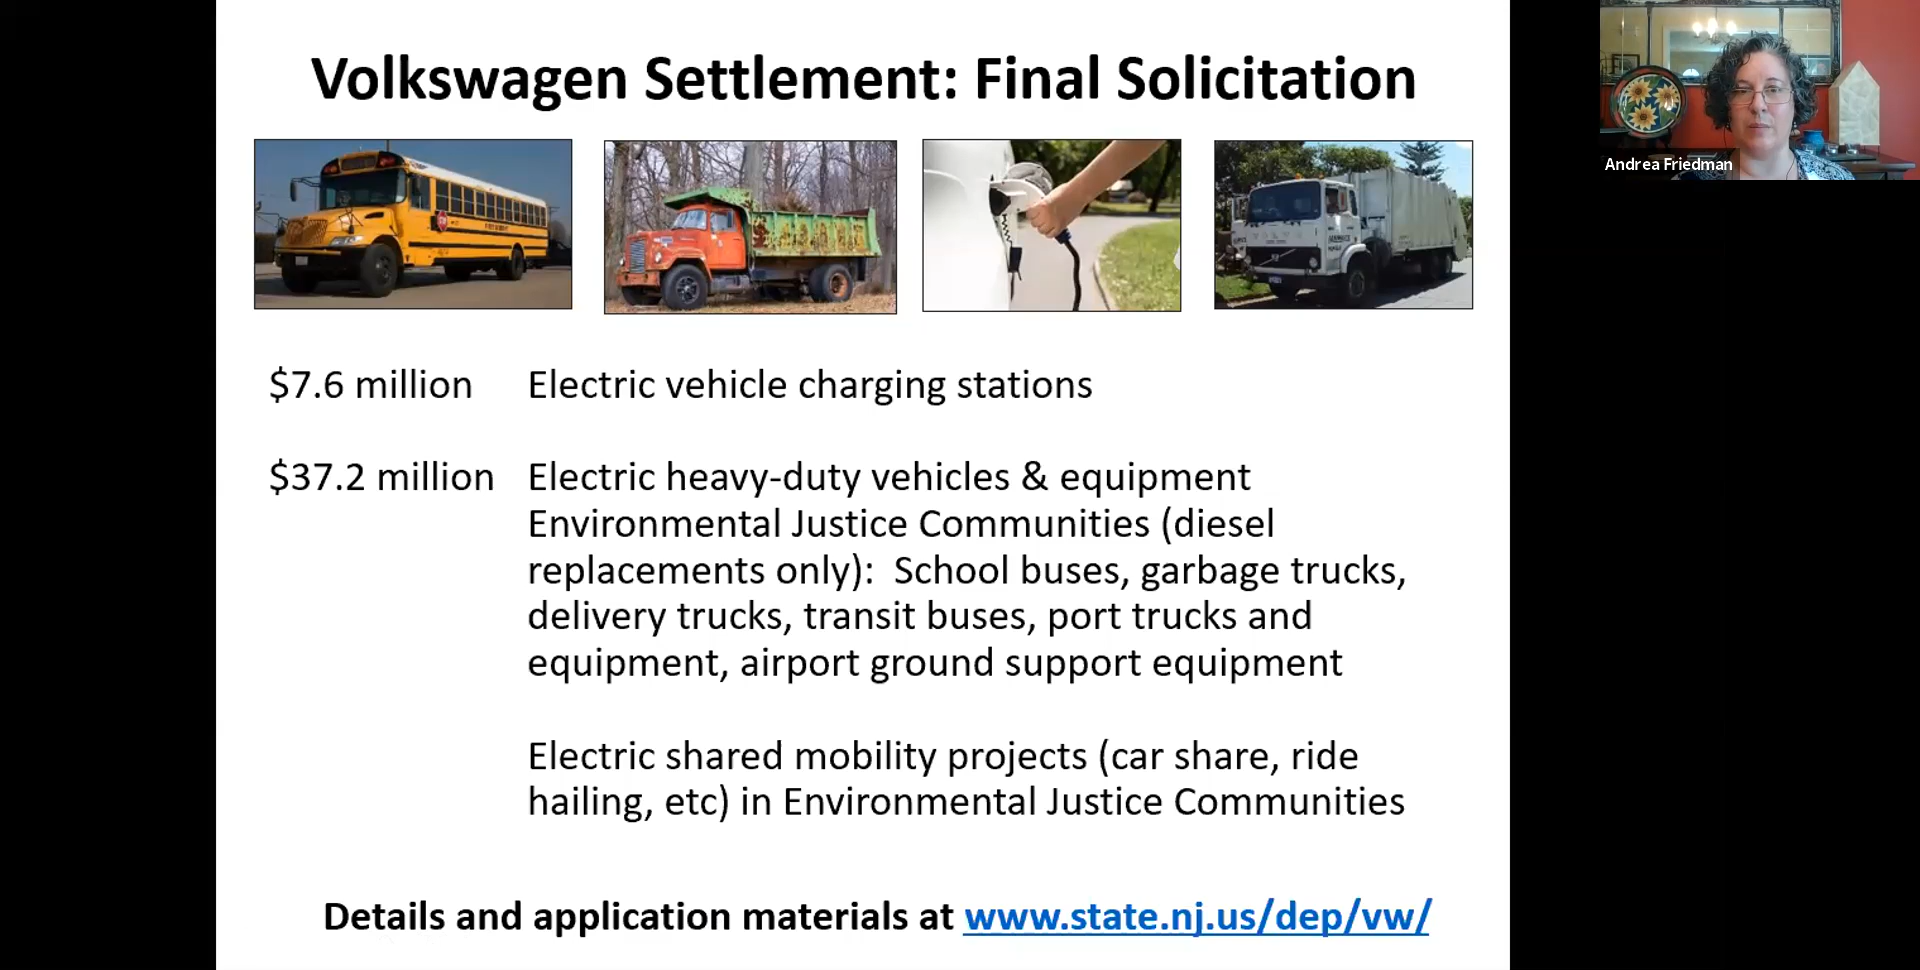 Volkswagen Settlement: Final Solicitation
Andrea Friedman
$7.6 million Electric vehicle charging stations
$37.2 million Electric heavy-duty vehicles & equipment
Environmental Justice Communities (diesel
replacements only): School buses, garbage trucks,
delivery trucks, transit buses, port trucks and
equipment, airport ground support equipment
Electric shared mobility projects (car share, ride
hailing, etc) in Environmental Justice Communities
Details and application materials at www.state.nj.us/dep/vw/